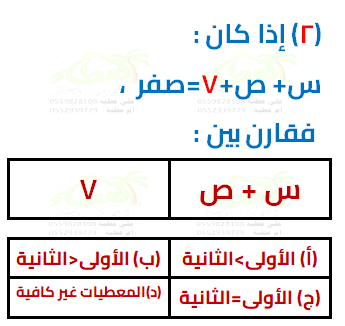 (٢) إذا كان :
س+ ص+٧=صفر ،
فقارن بين :
س + ص	٧
(أ) الأولى>الثانية	(ب) الأولى<الثانية
(ج) الأولى=الثانية	(د)المعطيات غير كافية